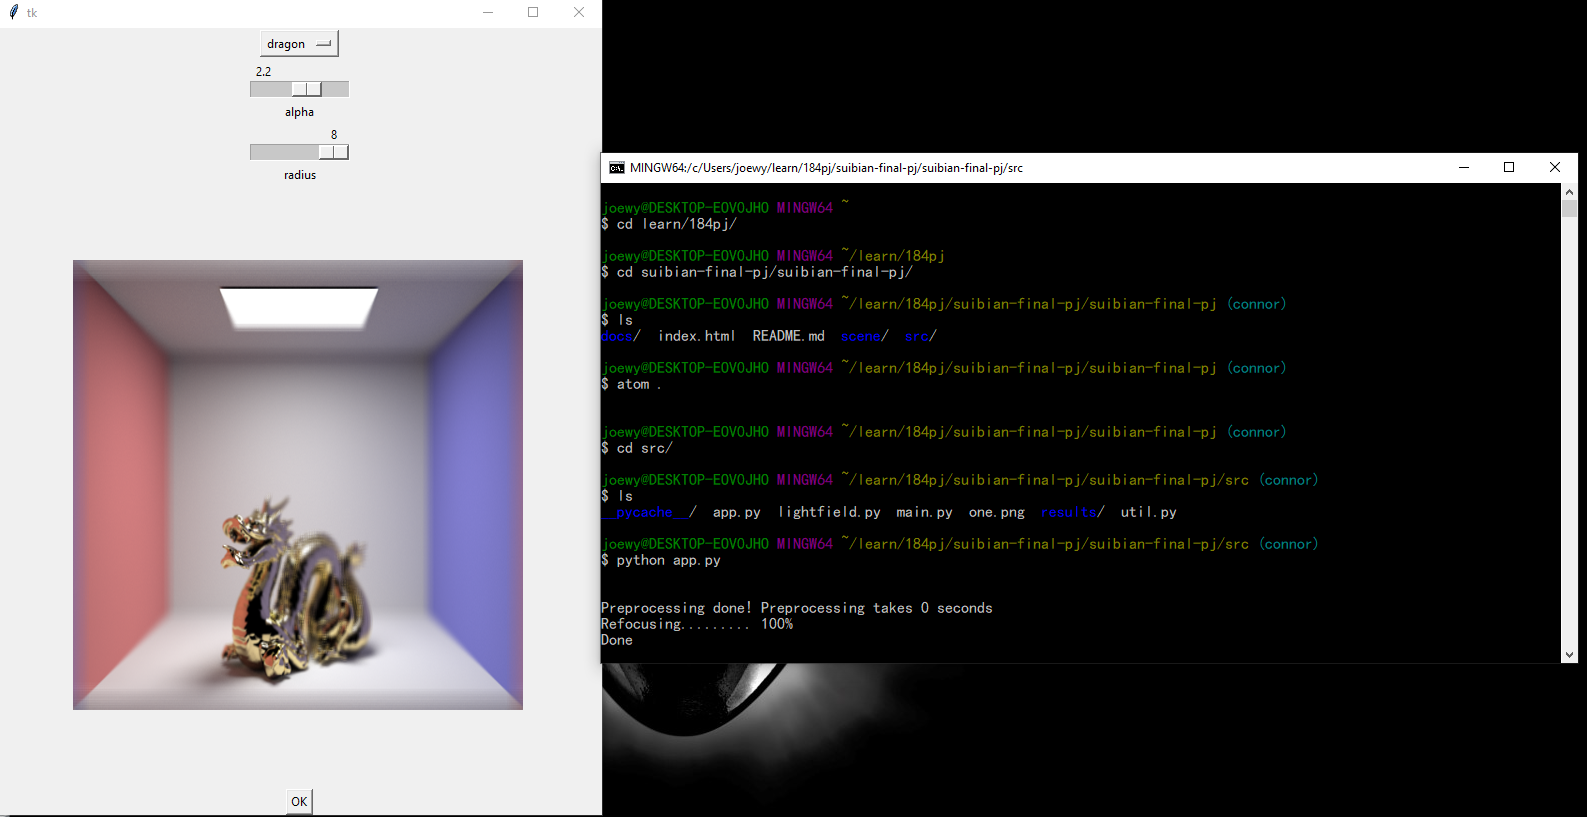 tk
dragon
2.2
alpha
8
radius
OK
MINGW64:/c/Users/joewy/learn/184pj/suibian-final-pj/suibian-final-pj/src
joewy@DESKTOP-EOVOJHO MINGW64 ~
$ cd learn/184pj/
joewy@DESKTOP-EOVOJHO MINGW64 ~/learn/184pj
$ cd suibian-final-pj/suibian-final-pj/
joewy@DESKTOP-EOVOJHO MINGW64 ~/learn/184pj/suibian-final-pj/suibian-final-pj (connor)
$ ls
docs/  index.html  README.md  scene/  src/
joewy@DESKTOP-EOVOJHO MINGW64 ~/learn/184pj/suibian-final-pj/suibian-final-pj (connor)
$ atom .
joewy@DESKTOP-EOVOJHO MINGW64 ~/learn/184pj/suibian-final-pj/suibian-final-pj (connor)
$ cd src/
joewy@DESKTOP-EOVOJHO MINGW64 ~/learn/184pj/suibian-final-pj/suibian-final-pj/src (connor)
$ ls
__pycache__/  app.py  lightfield.py  main.py  one.png  results/  util.py
joewy@DESKTOP-EOVOJHO MINGW64 ~/learn/184pj/suibian-final-pj/suibian-final-pj/src (connor)
$ python app.py
Preprocessing done! Preprocessing takes 0 seconds
Refocusing......... 100%
Done